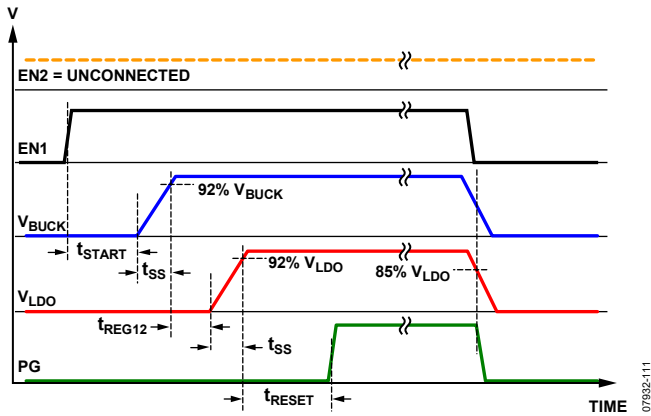 V
EN2 = UNCONNECTED
EN1
92% VBUCK
VBUCK
tSTART
tSS
92% VLDO
85% VLDO
VLDO
tREG12
tSS
PG
tRESET
TIME
07932-111